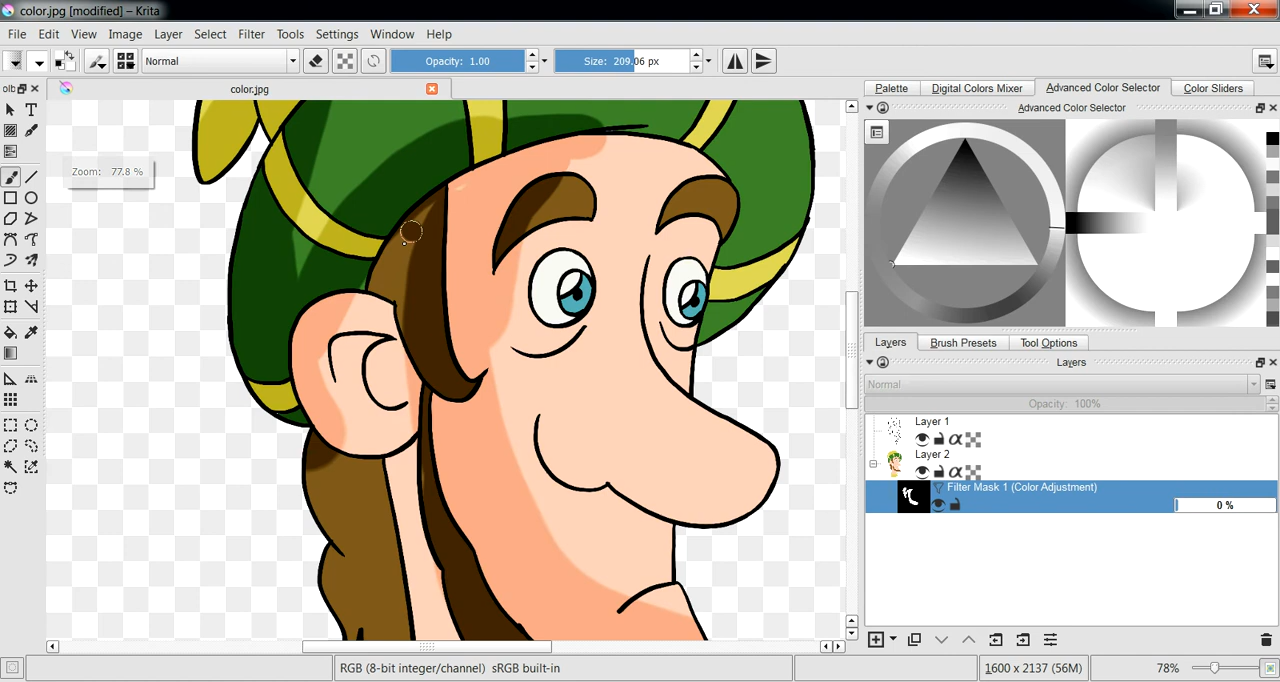 color.jpg [modified] – Krita
File Edit View Image Layer Select Filter Tools Settings Window Help
Normal Opacity: 1.00 Size: 209.06 px
olb color.jpg Palette Digital Colors Mixer Advanced Color Selector Color Sliders
Advanced Color Selector
Zoom: 77.8 %
Layers Brush Presets Tool Options
Layers
Normal
Opacity: 100%
Layer 1
Layer 2
Filter Mask 1 (Color Adjustment)
0 %
RGB (8-bit integer/channel) sRGB built-in 1600 x 2137 (56M) 78%